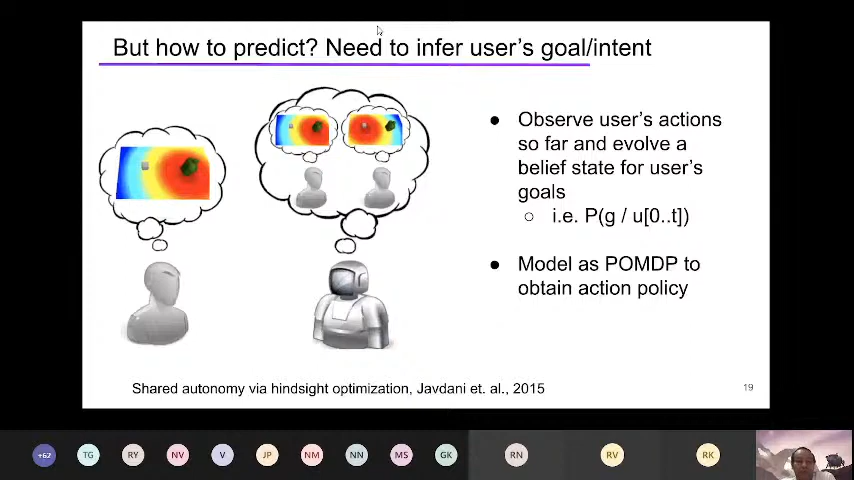 But how to predict? Need to infer user's goal/intent
Observe user's actions
so far and evolve a
belief state for user's
goals
i.e. P(g / u[0..t])
Model as POMDP to
obtain action policy
Shared autonomy via hindsight optimization, Javdani et. al., 2015
19
+62 TG RY NV V JP NM NN MS GK RN RV RK